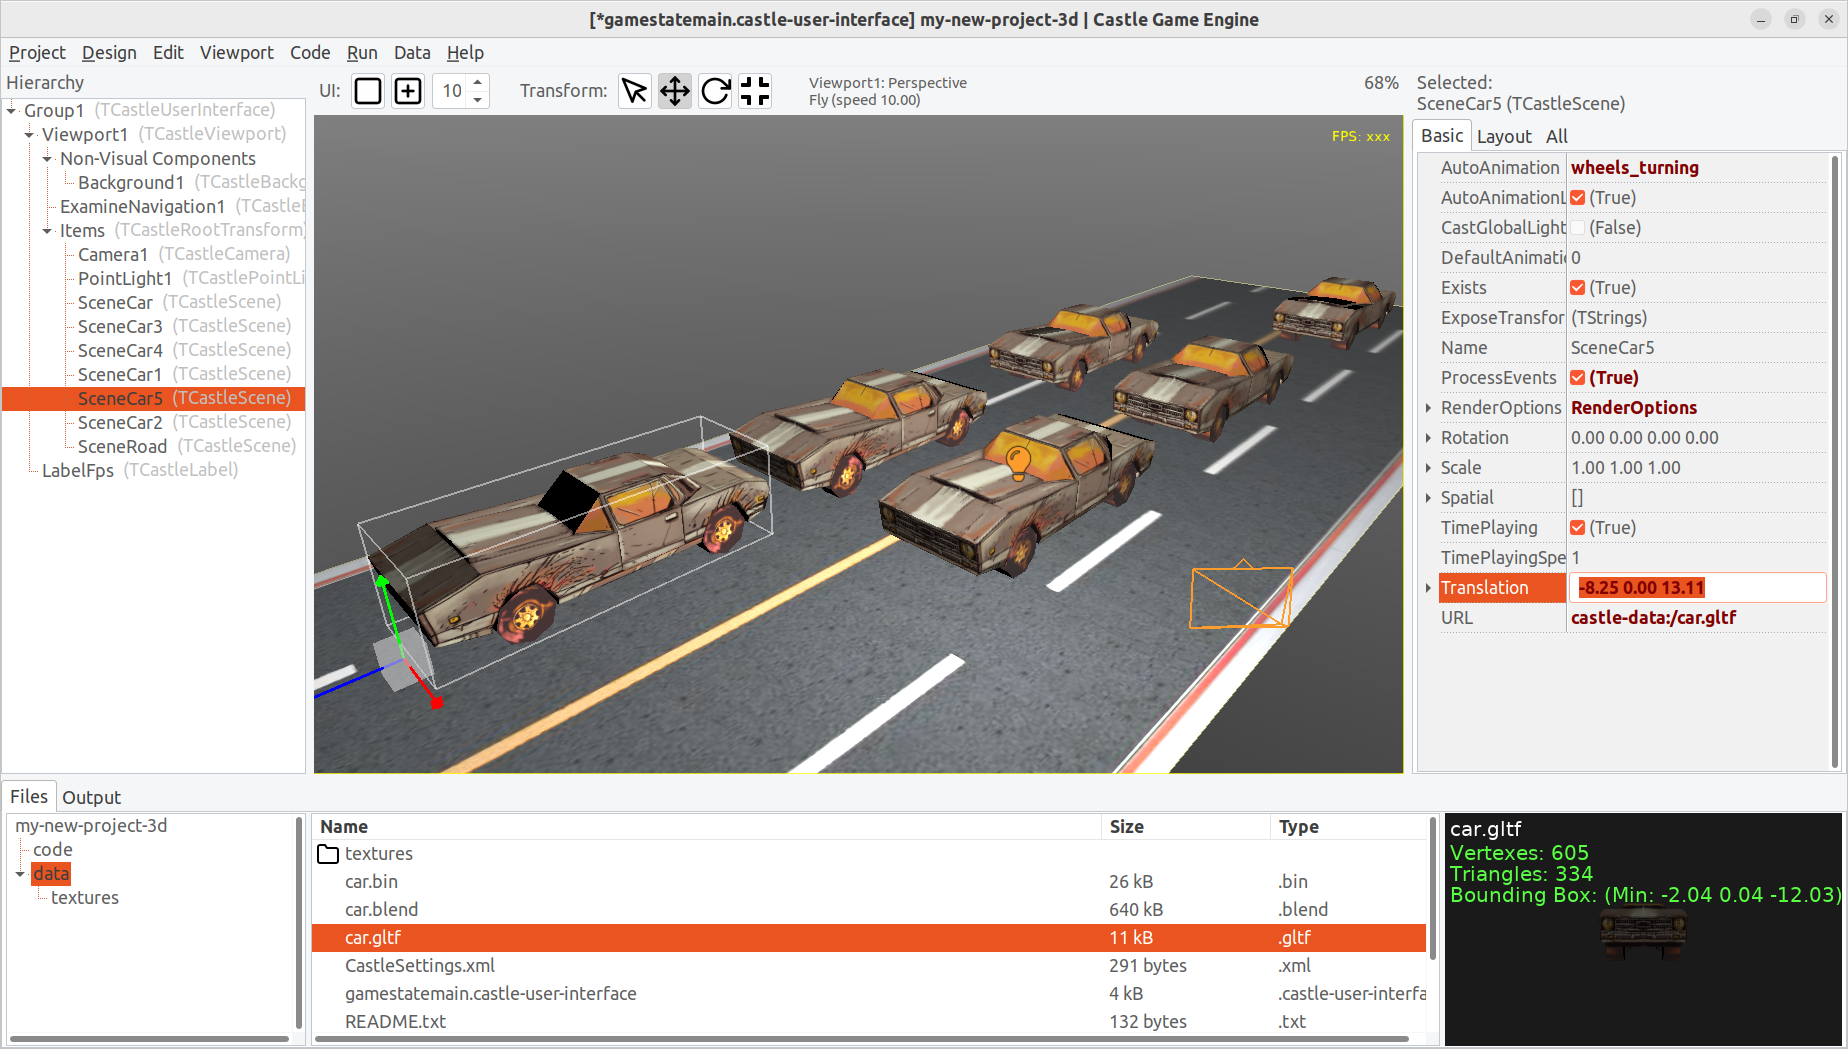 [*gamestatemain.castle-user-interface] my-new-project-3d | Castle Game Engine
Project Design Edit Viewport Code Run Data Help
Hierarchy
Group1 (TCastleUserInterface)
Viewport1 (TCastleViewport)
Non-Visual Components
Background1 (TCastleBackg
ExamineNavigation1 (TCastleE
Items (TCastleRootTransform)
Camera1 (TCastleCamera)
PointLight1 (TCastlePointLi
SceneCar (TCastleScene)
SceneCar3 (TCastleScene)
SceneCar4 (TCastleScene)
SceneCar1 (TCastleScene)
SceneCar5 (TCastleScene)
SceneCar2 (TCastleScene)
SceneRoad (TCastleScene)
LabelFps (TCastleLabel)
UI: 10 Transform:
Viewport1: Perspective
Fly (speed 10.00)
68%
FPS: xxx
Selected:
SceneCar5 (TCastleScene)
Basic Layout All
AutoAnimation wheels_turning
AutoAnimationL (True)
CastGlobalLight (False)
DefaultAnimatic 0
Exists (True)
ExposeTransfor (TStrings)
Name SceneCar5
ProcessEvents (True)
RenderOptions RenderOptions
Rotation 0.00 0.00 0.00 0.00
Scale 1.00 1.00 1.00
Spatial []
TimePlaying (True)
TimePlayingSpe 1
Translation -8.25 0.00 13.11
URL castle-data:/car.gltf
Files Output
my-new-project-3d
code
data
textures
Name Size Type
textures
car.bin 26 kB .bin
car.blend 640 kB .blend
car.gltf 11 kB .gltf
CastleSettings.xml 291 bytes .xml
gamestatemain.castle-user-interface 4 kB .castle-user-interfa
README.txt 132 bytes .txt
car.gltf
Vertexes: 605
Triangles: 334
Bounding Box: (Min: -2.04 0.04 -12.03)